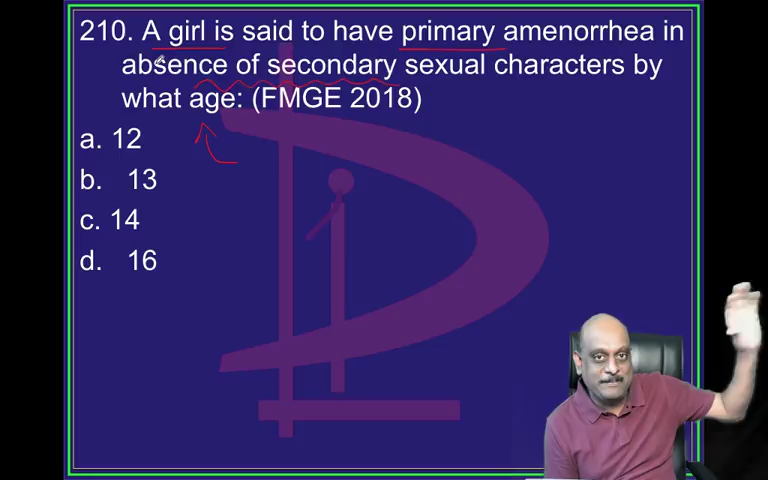 210. A girl is said to have primary amenorrhea in
absence of secondary sexual characters by
what age: (FMGE 2018)
a. 12
b. 13
c. 14
d. 16